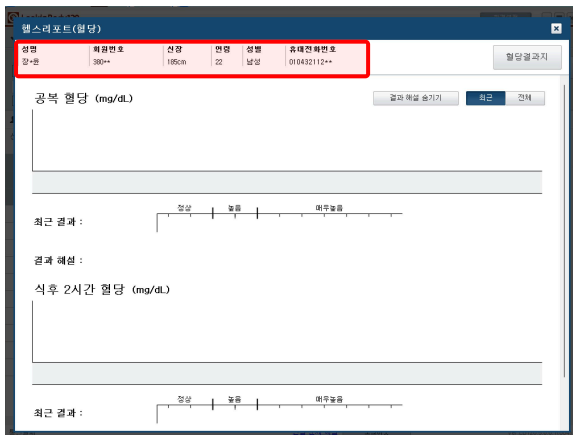 헬스리포트(혈당)
성명 회원번호 신장 연령 성별 휴대전화번호
장*윤 380** 185cm 22 남성 010432112**
혈당결과지
공복 혈당 (mg/dL) 결과 해설 숨기기 최근 전체
정상 높음 매우높음
최근 결과 :
결과 해설 :
식후 2시간 혈당 (mg/dL)
정상 높음 매우높음
최근 결과 :